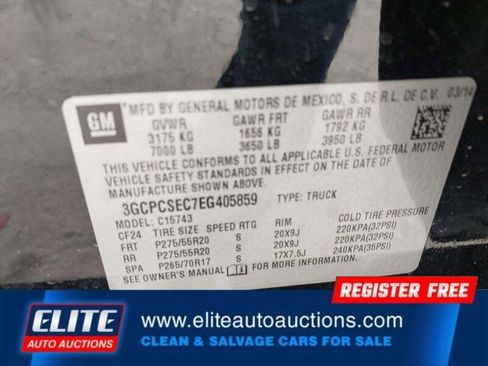 GM
MFD BY GENERAL MOTORS DE MEXICO, S. DE R.L. DE C.V. 03/14
GVWR GAWR FRT GAWR RR
3175 KG 1656 KG 1792 KG
7000 LB 3650 LB 3950 LB
THIS VEHICLE CONFORMS TO ALL APPLICABLE U.S. FEDERAL MOTOR
VEHICLE SAFETY STANDARDS IN EFFECT ON THE DATE OF
MANUFACTURE SHOWN ABOVE.
3GCPCSEC7EG405859 TYPE: TRUCK
MODEL: C15743
CF24 TIRE SIZE SPEED RTG RIM COLD TIRE PRESSURE
FRT P275/55R20 S 20X9J 220KPA(32PSI)
RR P275/55R20 S 20X9J 220KPA(32PSI)
SPA P265/70R17 S 17X7.5J 240KPA(35PSI)
SEE OWNER'S MANUAL FOR MORE INFORMATION.
REGISTER FREE
ELITE
AUTO AUCTIONS
www.eliteautoauctions.com
CLEAN & SALVAGE CARS FOR SALE